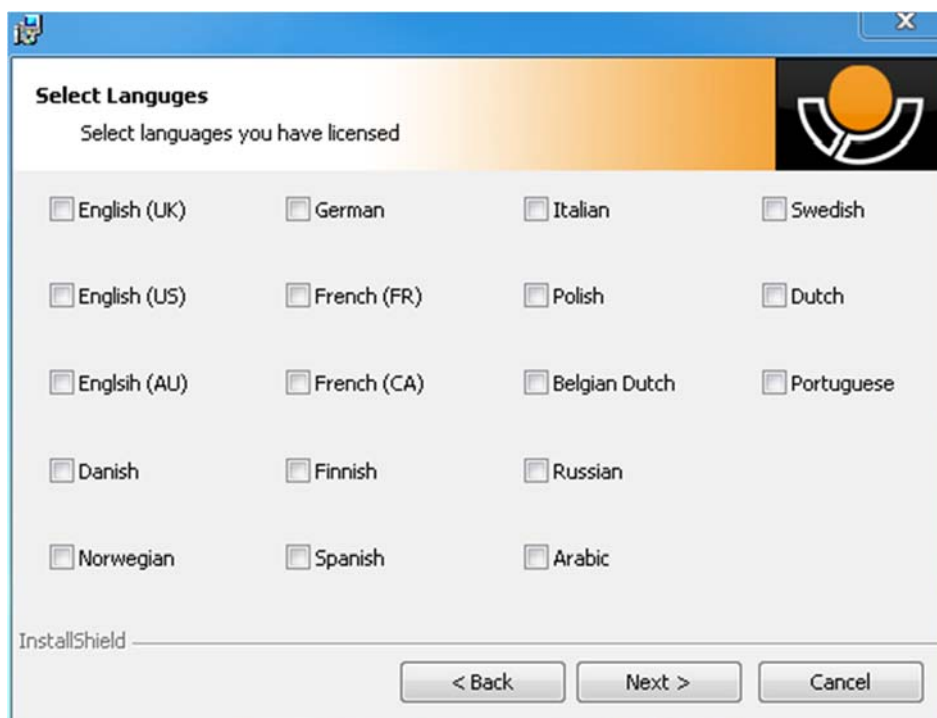 Select Languges
Select languages you have licensed
English (UK) German Italian Swedish
English (US) French (FR) Polish Dutch
Englsih (AU) French (CA) Belgian Dutch Portuguese
Danish Finnish Russian
Norwegian Spanish Arabic
InstallShield
< Back Next > Cancel